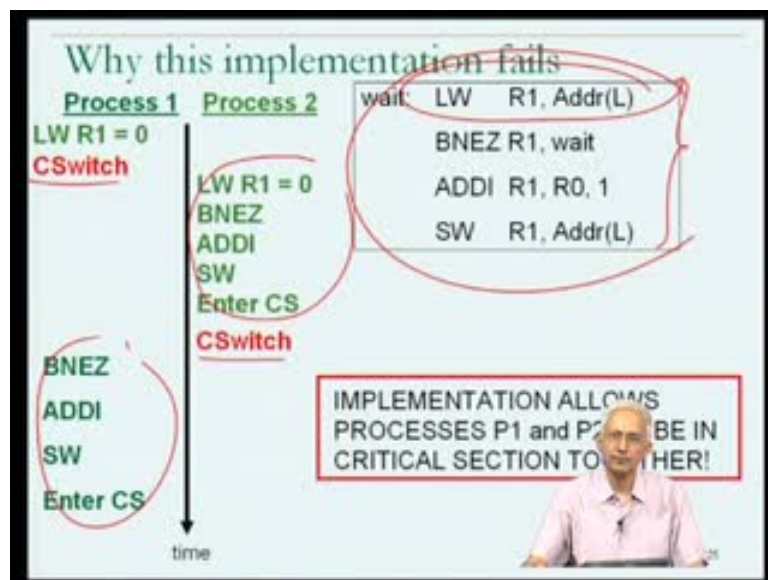 Why this implementation fails
Process 1 Process 2
LW R1 = 0
CSwitch
LW R1 = 0
BNEZ
ADDI
SW
Enter CS
CSwitch
BNEZ
ADDI
SW
Enter CS
time
wait: LW R1, Addr(L)
BNEZ R1, wait
ADDI R1, R0, 1
SW R1, Addr(L)
IMPLEMENTATION ALLOWS
PROCESSES P1 and BE IN
CRITICAL SECTION